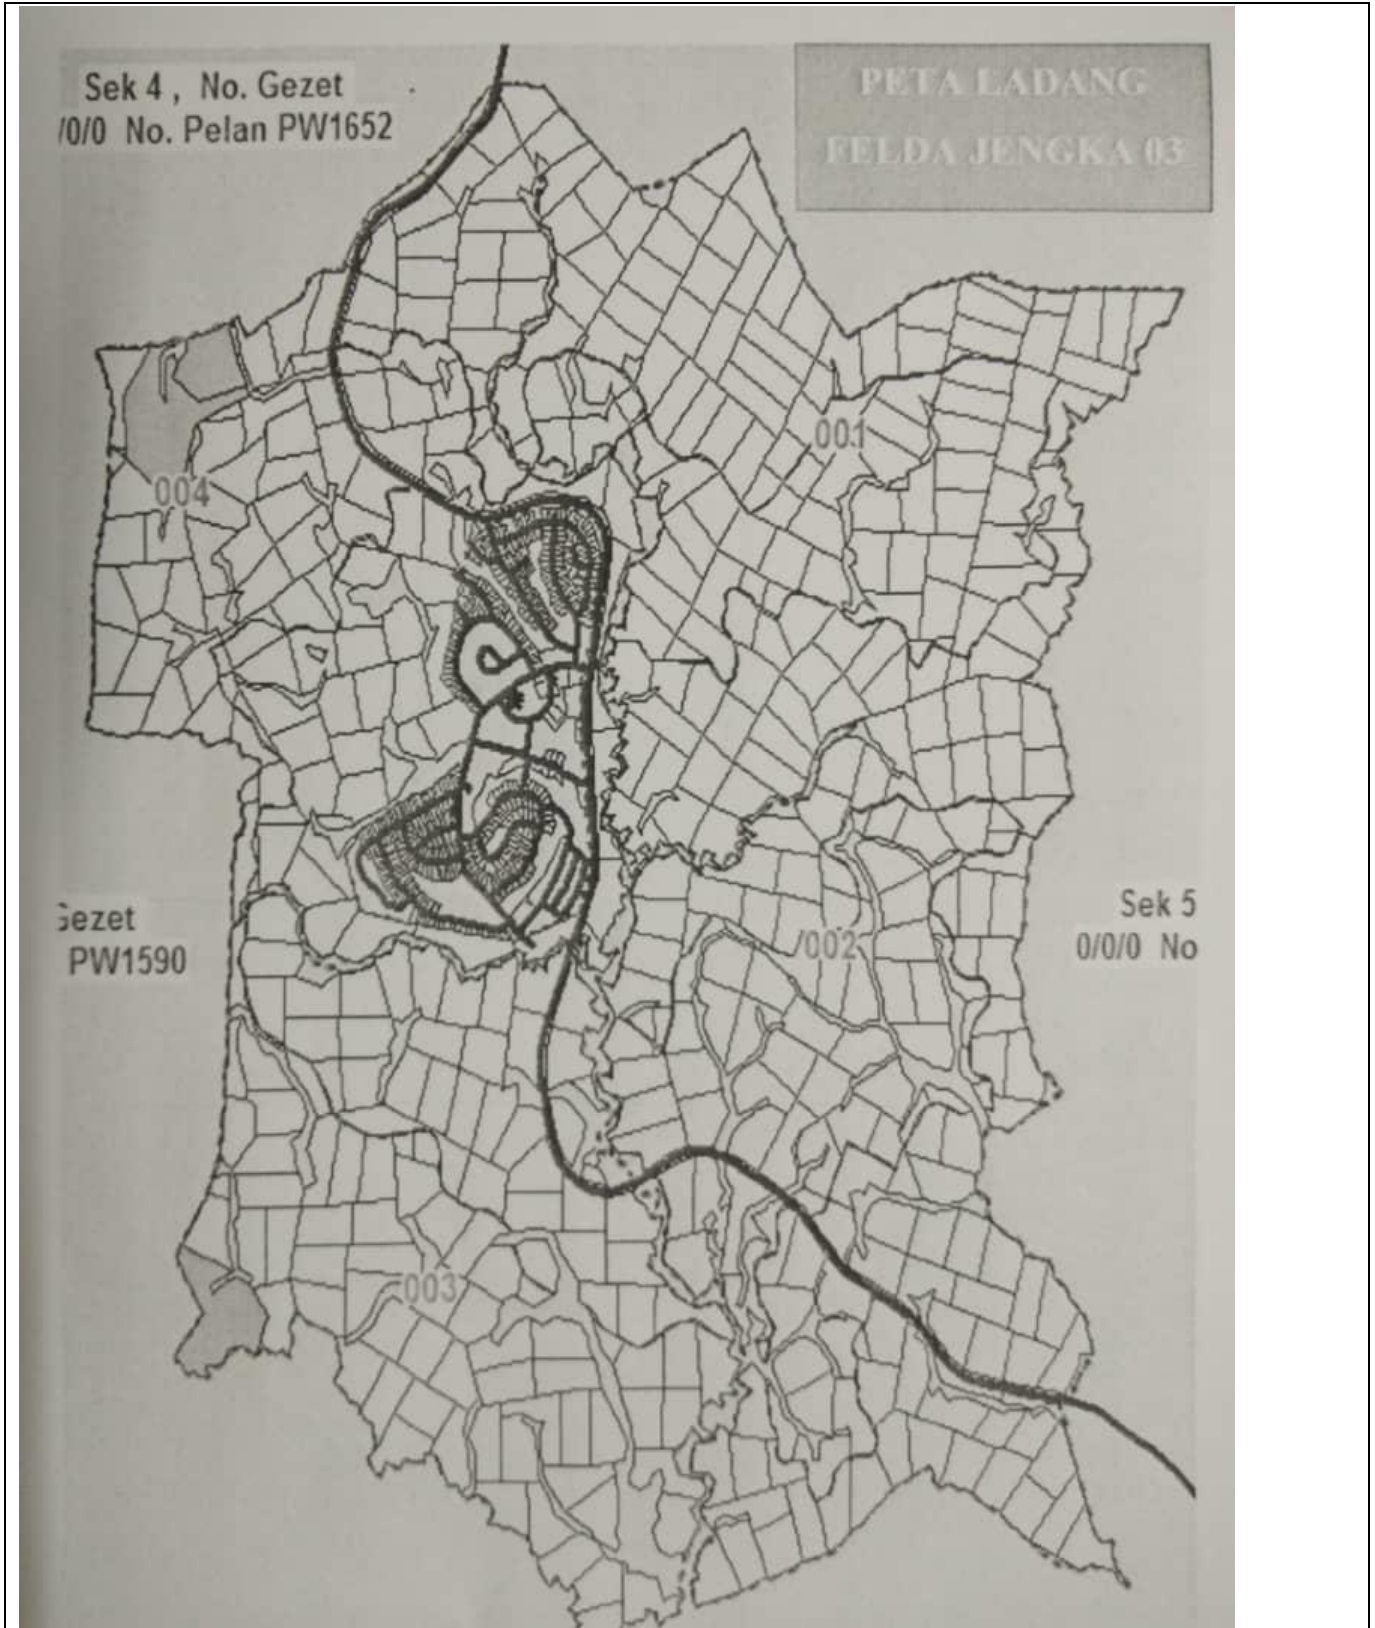 Sek 4 , No. Gezet
/0/0 No. Pelan PW1652
PETA LADANG
FELDA JENGKA 03
001
004
Gezet
PW1590
002
Sek 5
0/0/0 No
003